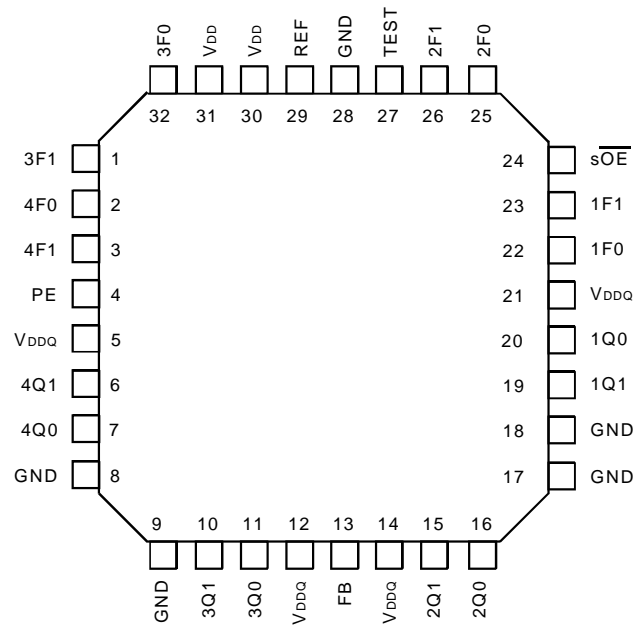 3F0 VDD VDD REF GND TEST 2F1 2F0
32 31 30 29 28 27 26 25
3F1 1 24 sOE
4F0 2 23 1F1
4F1 3 22 1F0
PE 4 21 VDDQ
VDDQ 5 20 1Q0
4Q1 6 19 1Q1
4Q0 7 18 GND
GND 8 17 GND
9 10 11 12 13 14 15 16
GND 3Q1 3Q0 VDDQ FB VDDQ 2Q1 2Q0